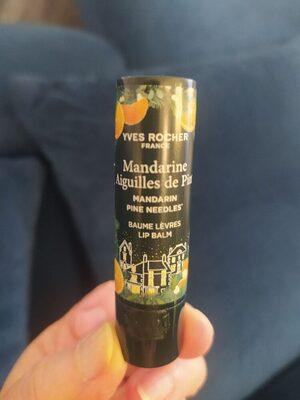 YVES ROCHER
FRANCE
Mandarine
Aiguilles de Pin
MANDARIN
PINE NEEDLES*
BAUME LÈVRES
LIP BALM